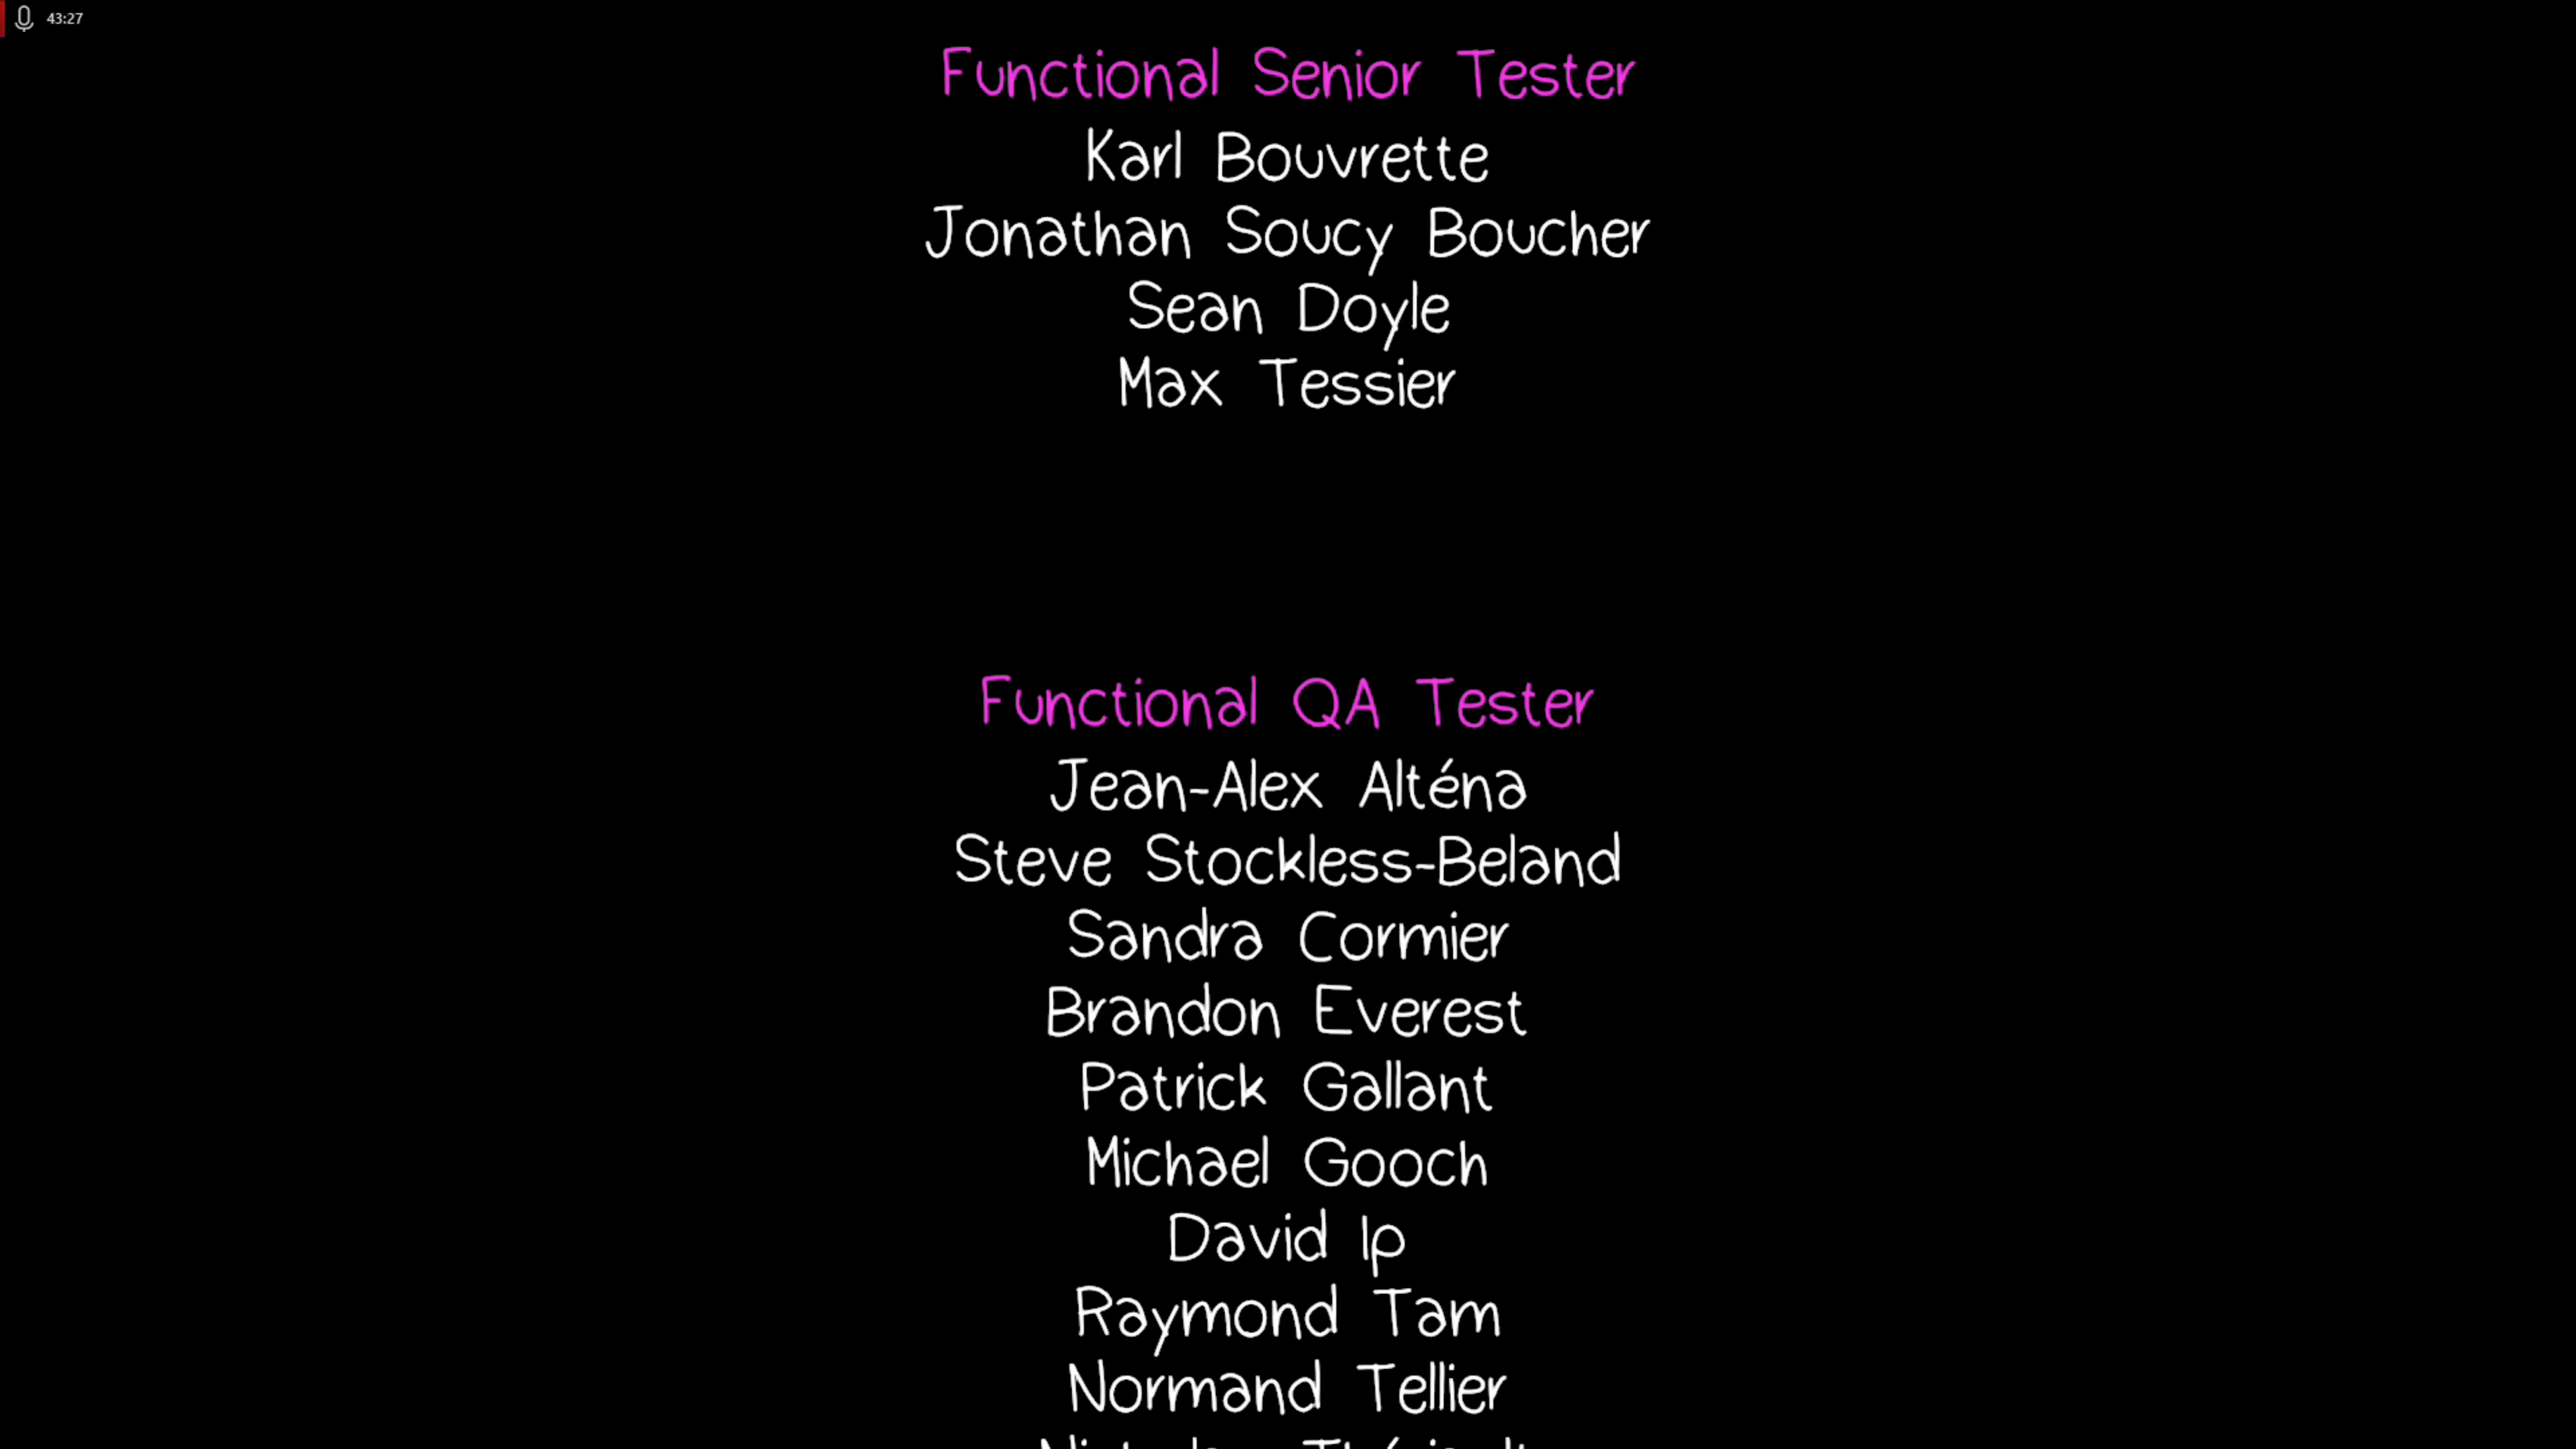 43:27
Functional Senior Tester
Karl Bouvrette
Jonathan Soucy Boucher
Sean Doyle
Max Tessier
Functional QA Tester
Jean-Alex Alténa
Steve Stockless-Beland
Sandra Cormier
Brandon Everest
Patrick Gallant
Michael Gooch
David Ip
Raymond Tam
Normand Tellier